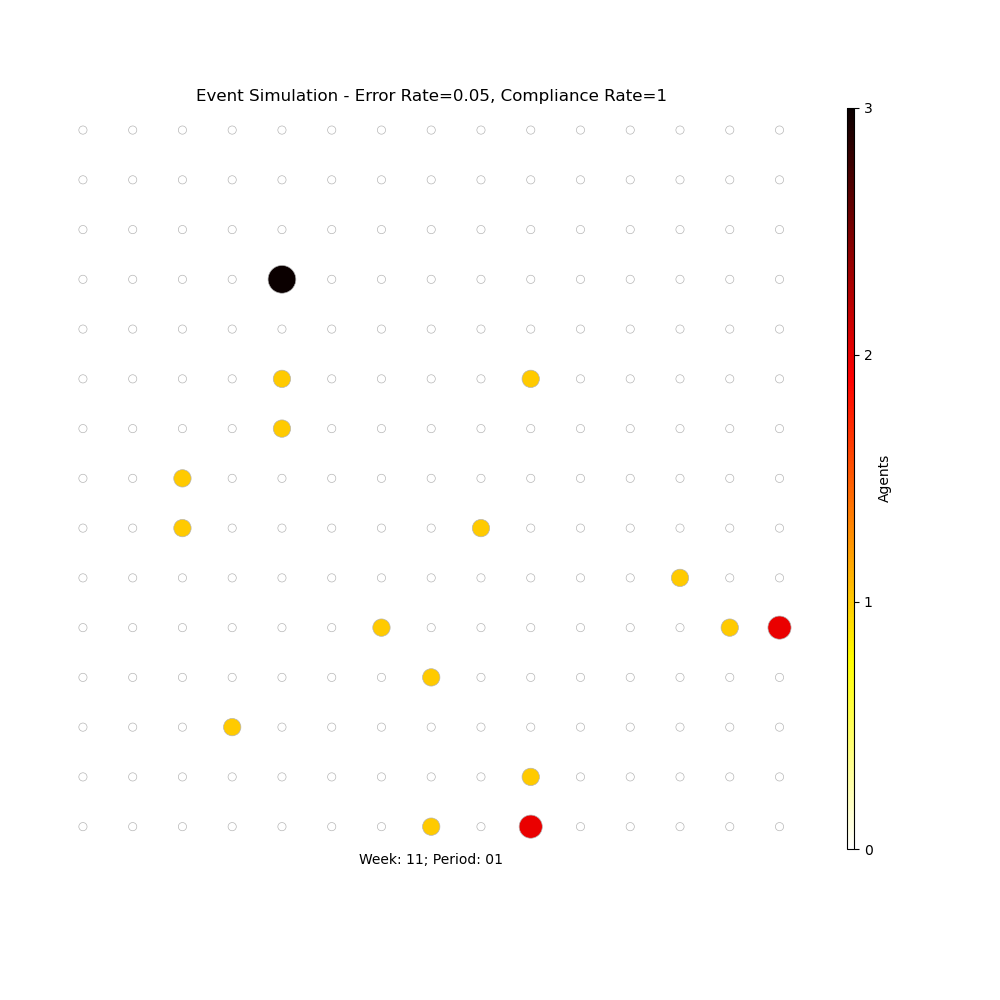 Event Simulation - Error Rate=0.05, Compliance Rate=1
3
2
Agents
1
0
Week: 11; Period: 01